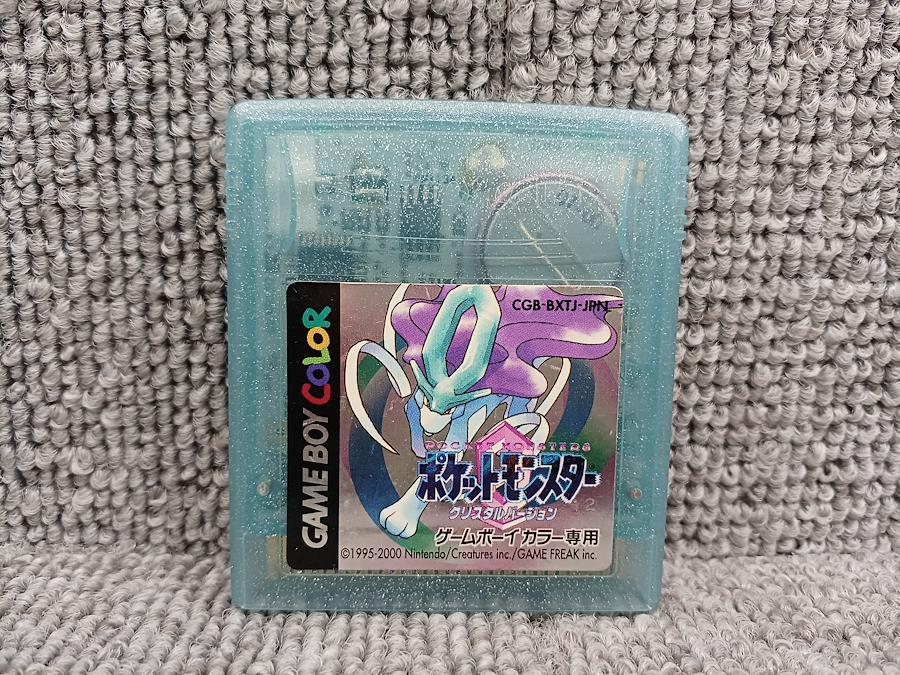 CGB-BXTJ-JPN
GAME BOY COLOR
POCKET MONSTERS
ポケットモンスター
クリスタルバージョン
12
ゲームボーイカラー専用
©1995-2000 Nintendo/Creatures inc./GAME FREAK inc.